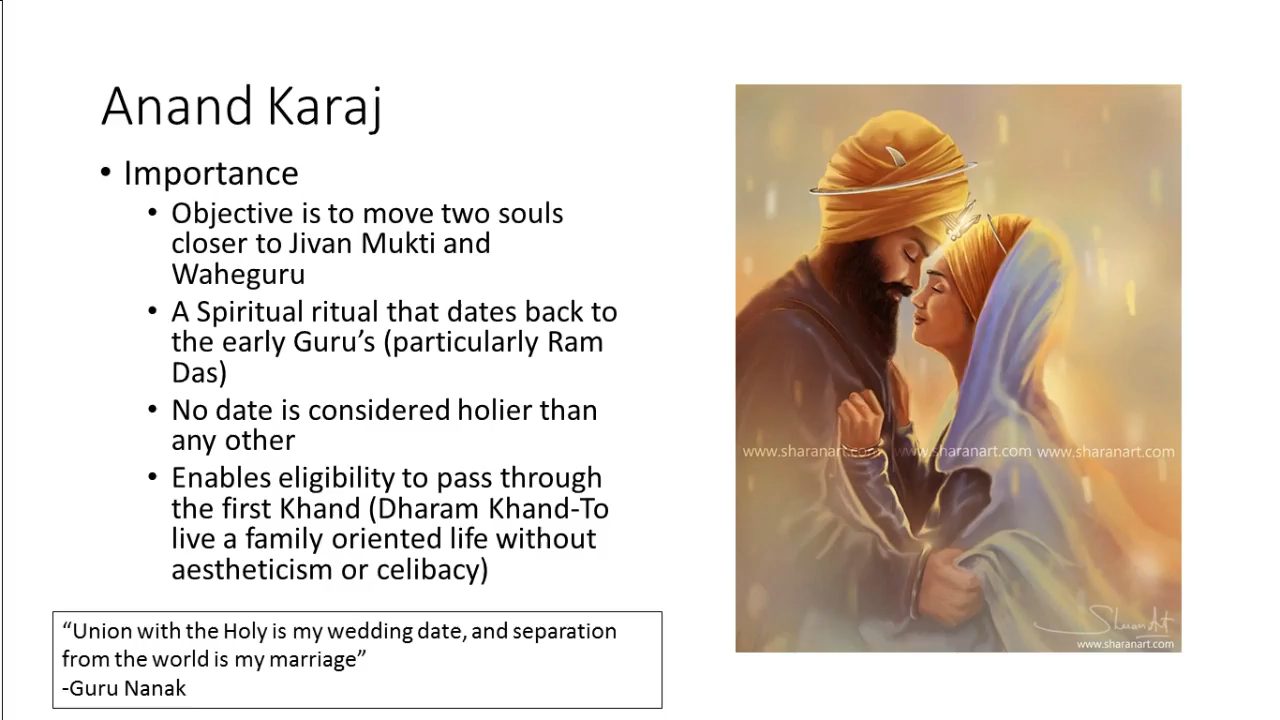 Anand Karaj
• Importance
• Objective is to move two souls
closer to Jivan Mukti and
Waheguru
• A Spiritual ritual that dates back to
the early Guru’s (particularly Ram
Das)
• No date is considered holier than
any other
• Enables eligibility to pass through
the first Khand (Dharam Khand-To
live a family oriented life without
aestheticism or celibacy)
“Union with the Holy is my wedding date, and separation
from the world is my marriage”
-Guru Nanak
www.sharanart.com www.sharanart.com www.sharanart.com
SharanArt
www.sharanart.com